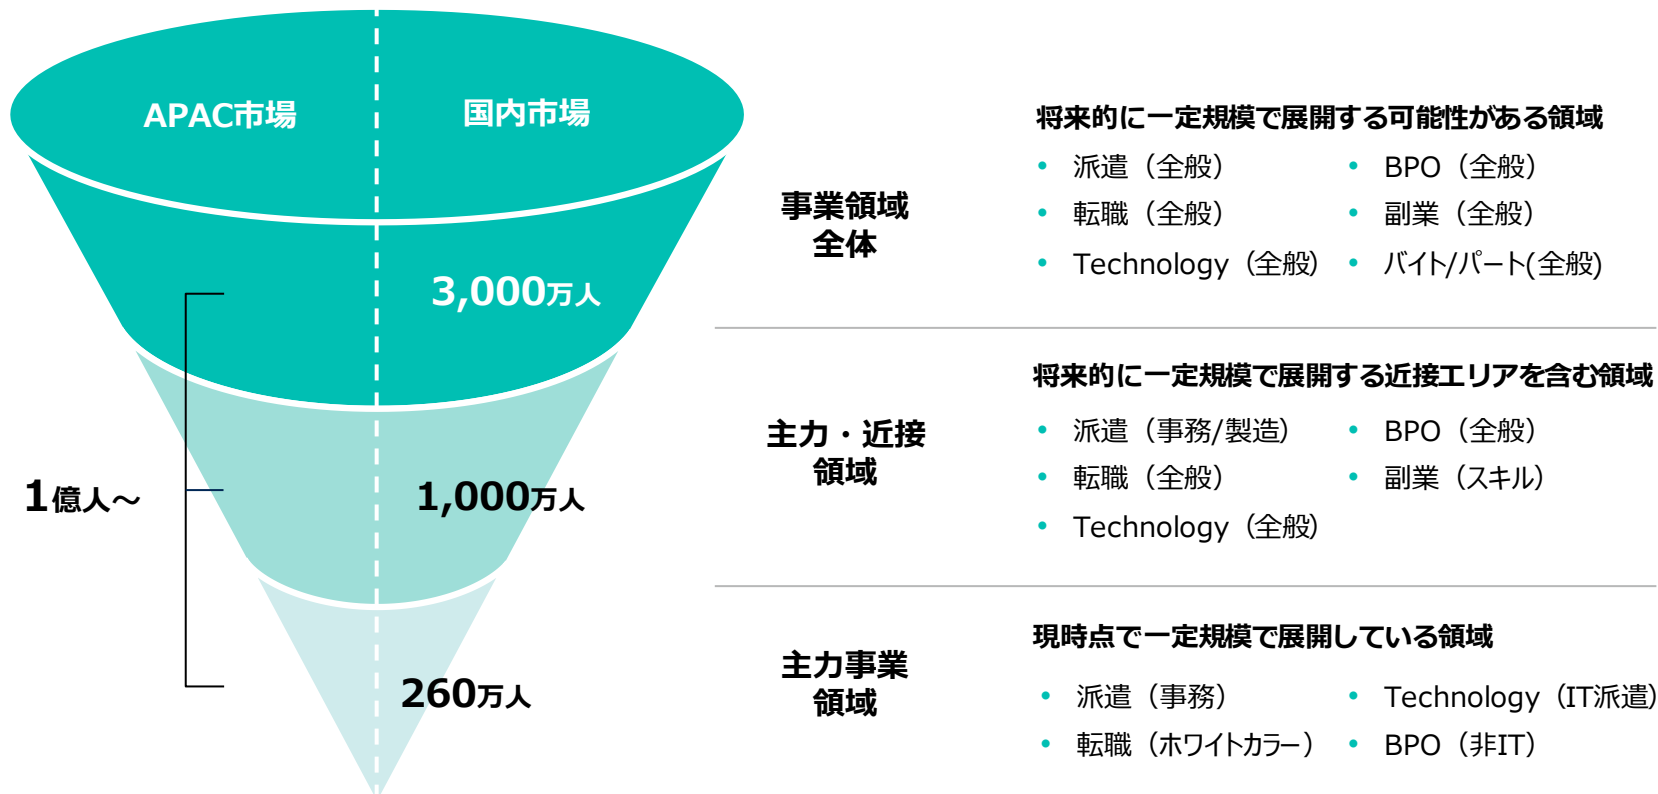 APAC市場
国内市場
3,000万人
1,000万人
260万人
1億人～
事業領域
全体
将来的に一定規模で展開する可能性がある領域
• 派遣（全般）
• BPO（全般）
• 転職（全般）
• 副業（全般）
• Technology（全般）
• バイト/パート(全般)
主力・近接
領域
将来的に一定規模で展開する近接エリアを含む領域
• 派遣（事務/製造）
• BPO（全般）
• 転職（全般）
• 副業（スキル）
• Technology（全般）
主力事業
領域
現時点で一定規模で展開している領域
• 派遣（事務）
• Technology（IT派遣）
• 転職（ホワイトカラー）
• BPO（非IT）